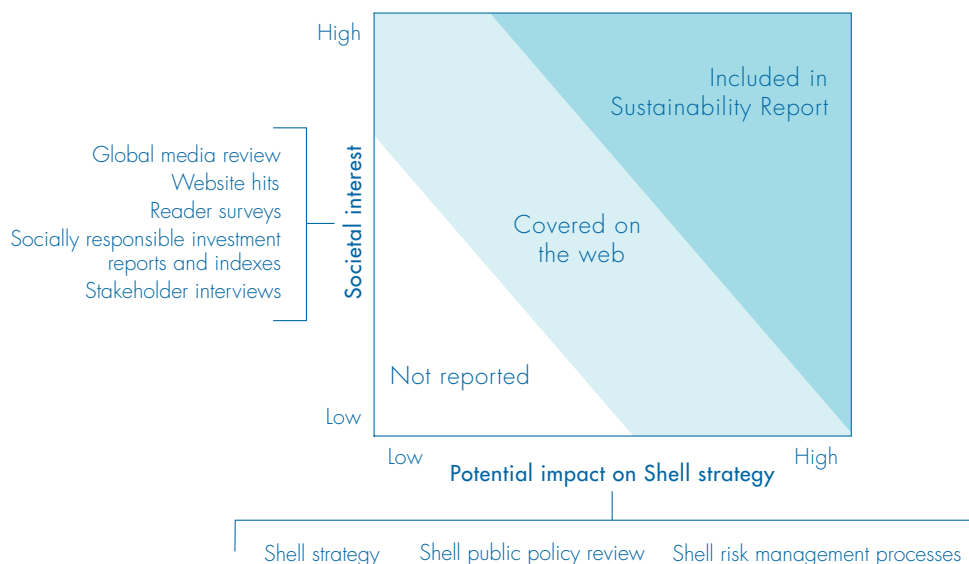 High
Included in
Sustainability Report
Global media review
Website hits
Reader surveys
Socially responsible investment
reports and indexes
Stakeholder interviews
Societal interest
Covered on
the web
Not reported
Low
Low
High
Potential impact on Shell strategy
Shell strategy
Shell public policy review
Shell risk management processes